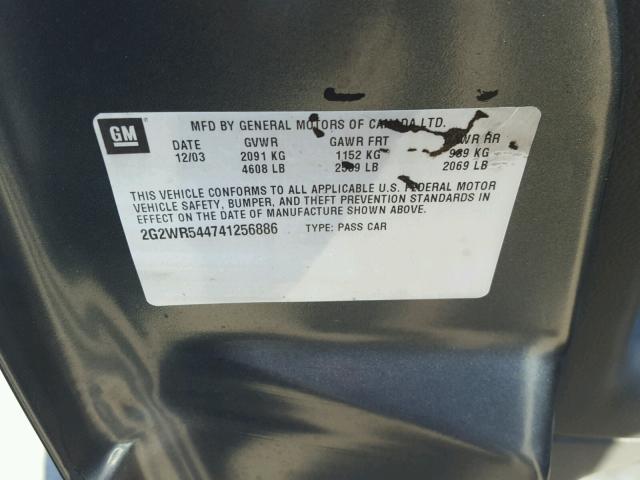 GM
MFD BY GENERAL MOTORS OF CANADA LTD.
DATE GVWR GAWR FRT GAWR RR
12/03 2091 KG 1152 KG 939 KG
4608 LB 2539 LB 2069 LB
THIS VEHICLE CONFORMS TO ALL APPLICABLE U.S. FEDERAL MOTOR
VEHICLE SAFETY, BUMPER, AND THEFT PREVENTION STANDARDS IN
EFFECT ON THE DATE OF MANUFACTURE SHOWN ABOVE.
2G2WR544741256886 TYPE: PASS CAR